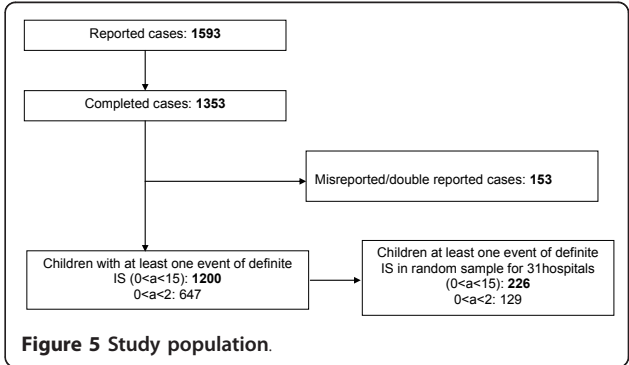 Reported cases: 1593
Completed cases: 1353
Misreported/double reported cases: 153
Children with at least one event of definite
IS (0<a<15): 1200
0<a<2: 647
Children at least one event of definite
IS in random sample for 31hospitals
(0<a<15): 226
0<a<2: 129
Figure 5 Study population.